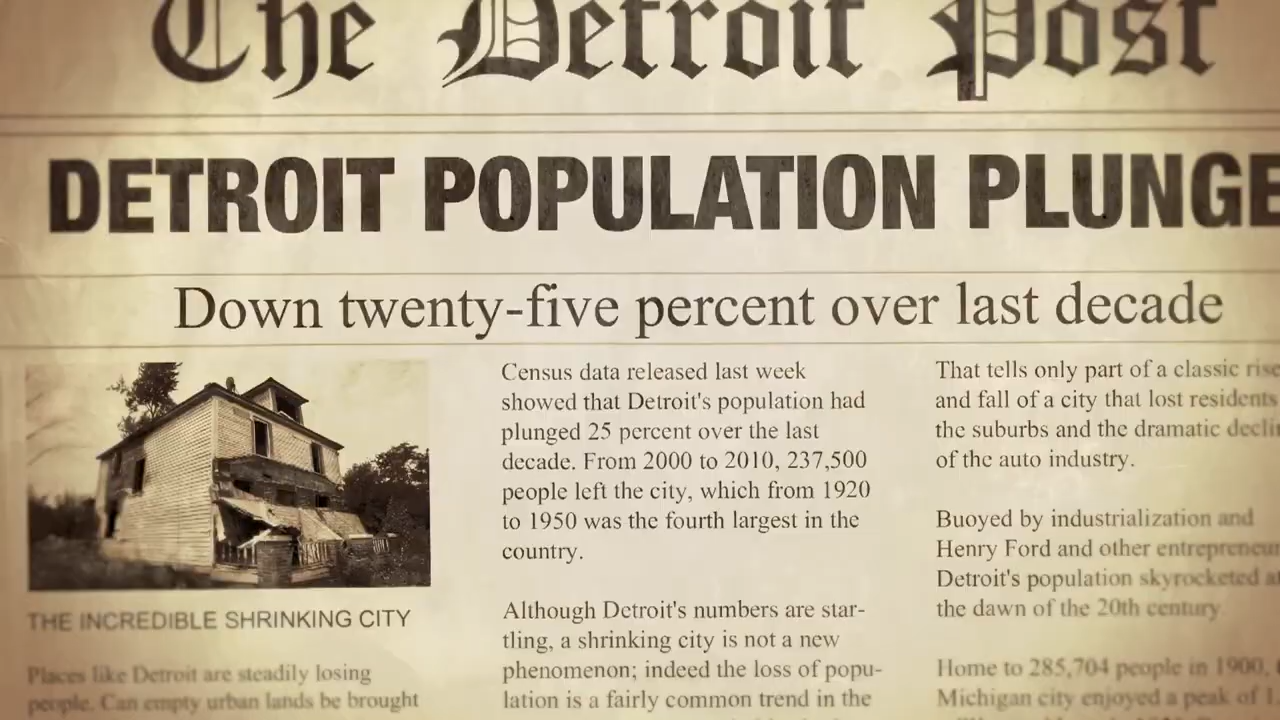 The Detroit Post
DETROIT POPULATION PLUNGE
Down twenty-five percent over last decade
THE INCREDIBLE SHRINKING CITY
Places like Detroit are steadily losing
people. Can empty urban lands be brought
Census data released last week
showed that Detroit's population had
plunged 25 percent over the last
decade. From 2000 to 2010, 237,500
people left the city, which from 1920
to 1950 was the fourth largest in the
country.
Although Detroit's numbers are star-
tling, a shrinking city is not a new
phenomenon; indeed the loss of popu-
lation is a fairly common trend in the
That tells only part of a classic rise
and fall of a city that lost residents
the suburbs and the dramatic declin
of the auto industry.
Buoyed by industrialization and
Henry Ford and other entrepreneur
Detroit's population skyrocketed at
the dawn of the 20th century
Home to 285,704 people in 1900,
Michigan city enjoyed a peak of 1